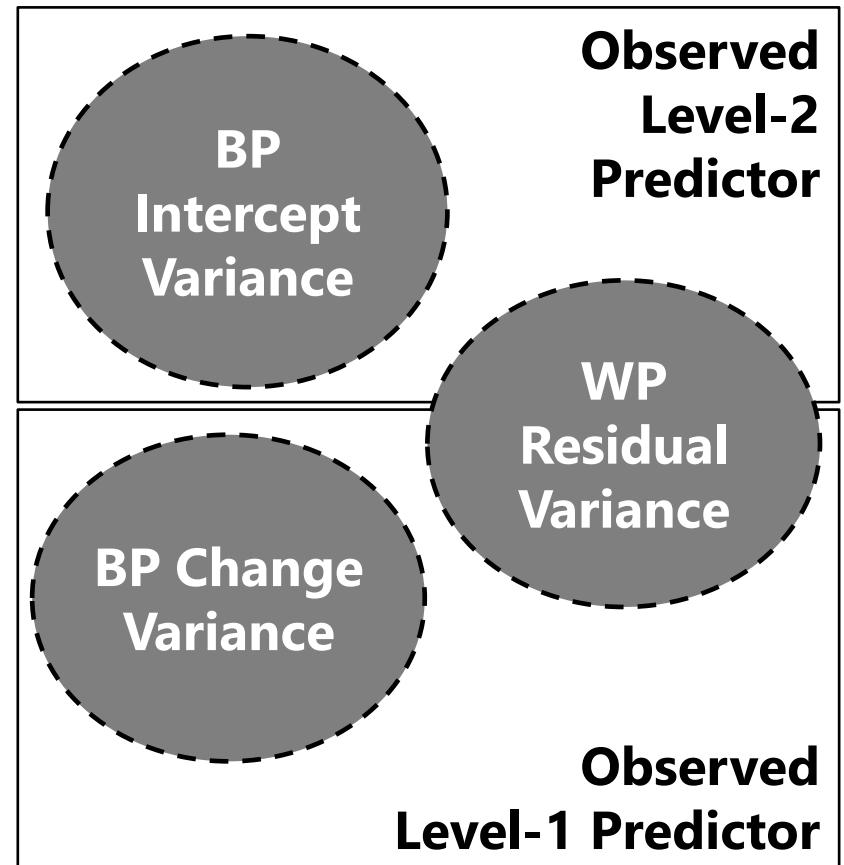 Observed
Level-2
Predictor
BP
Intercept
Variance
WP
Residual
Variance
BP Change
Variance
Observed
Level-1 Predictor